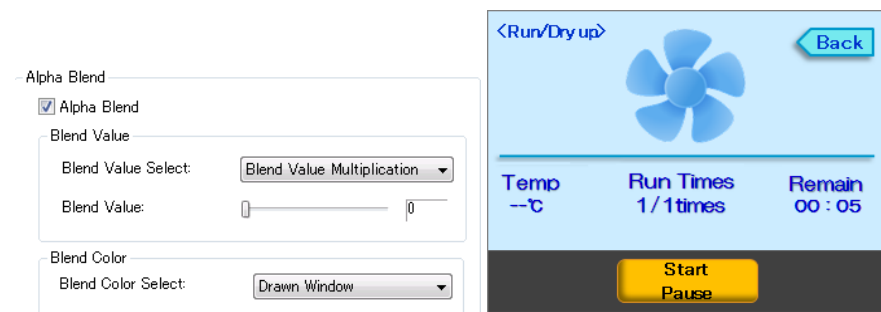 Alpha Blend
Alpha Blend
Blend Value
Blend Value Select: Blend Value Multiplication
Blend Value: 0
Blend Color
Blend Color Select: Drawn Window
<Run/Dry up>
Back
Temp Run Times Remain
--℃ 1/1times 00:05
Start
Pause